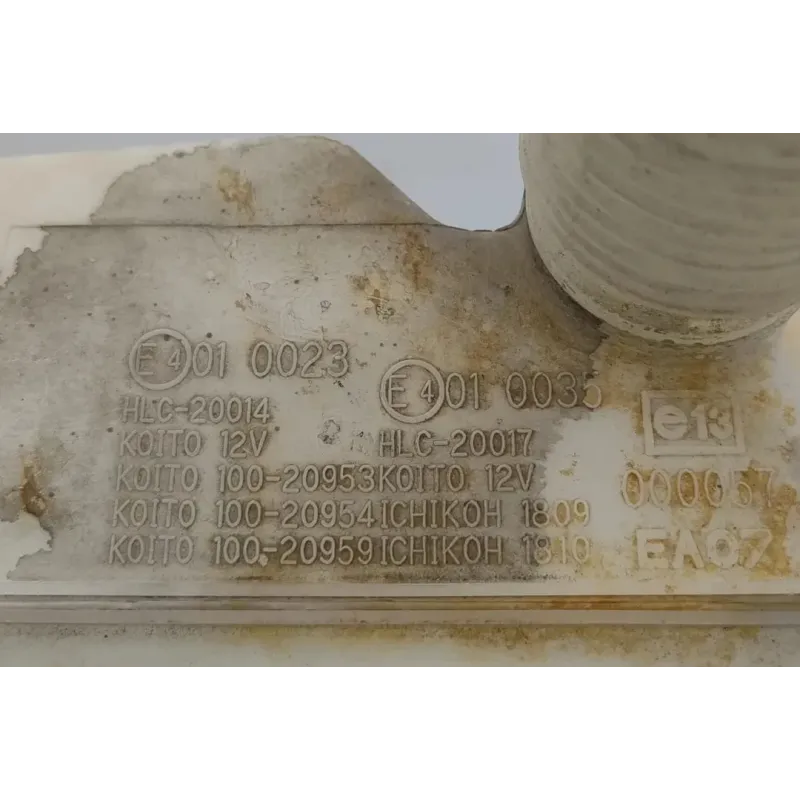 E4 01 0023
HLC-20014
KOITO 12V
KOITO 100-20953
KOITO 100-20954
KOITO 100-20959
E4 01 0035
HLC-20017
KOITO 12V
ICHIKOH 1809
ICHIKOH 1810
e13
000057
EA07